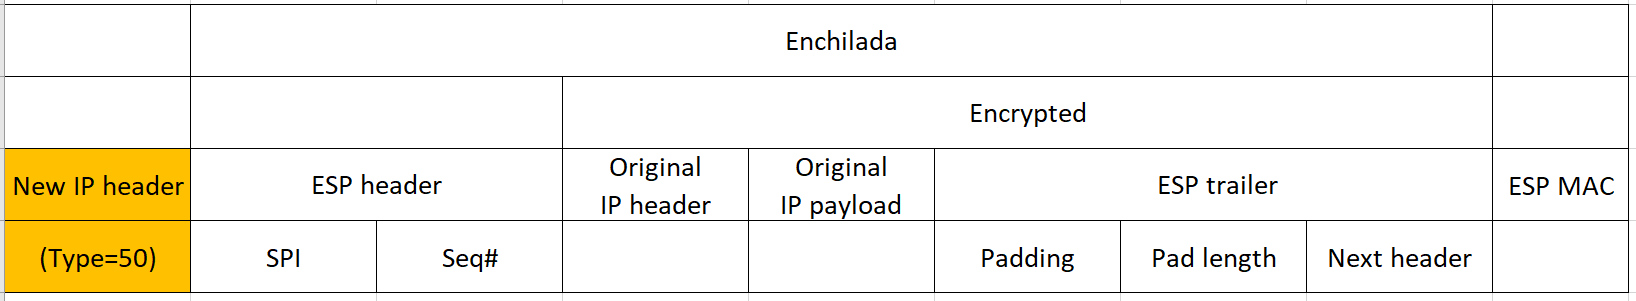 Enchilada
Encrypted
New IP header
ESP header
Original
IP header
Original
IP payload
ESP trailer
ESP MAC
(Type=50)
SPI
Seq#
Padding
Pad length
Next header